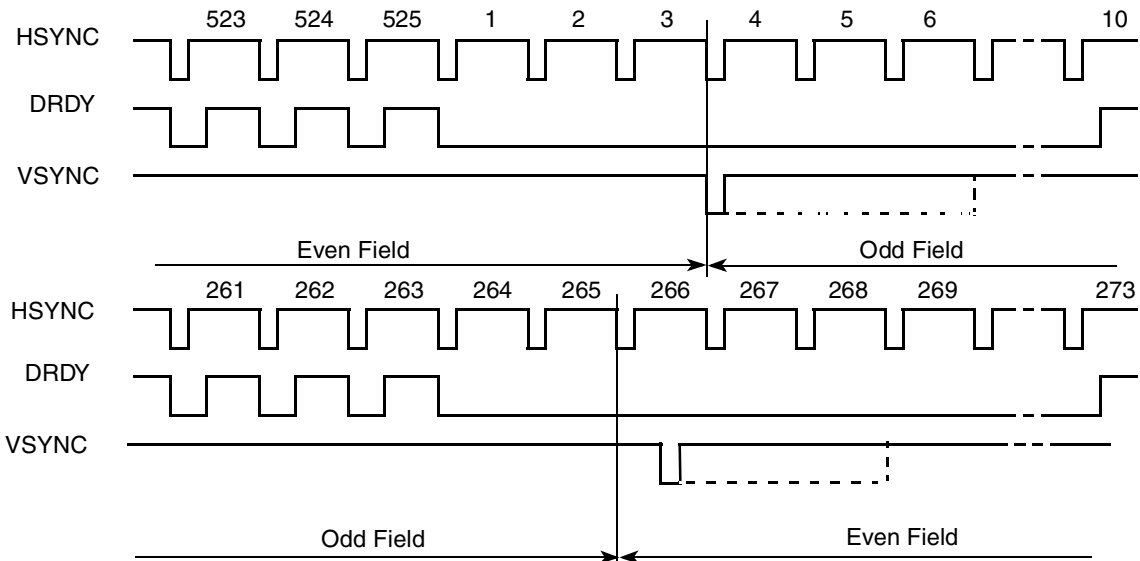 523 524 525 1 2 3 4 5 6 10
HSYNC
DRDY
VSYNC
Even Field Odd Field
261 262 263 264 265 266 267 268 269 273
HSYNC
DRDY
VSYNC
Odd Field Even Field